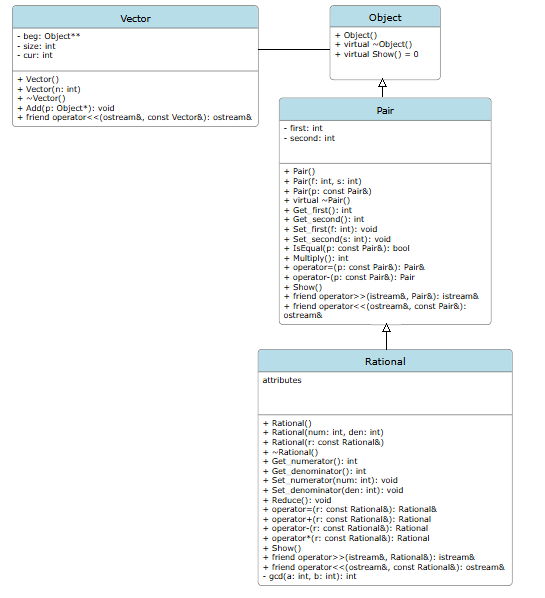 Vector
- beg: Object**
- size: int
- cur: int
+ Vector()
+ Vector(n: int)
+ ~Vector()
+ Add(p: Object*): void
+ friend operator<<(ostream&, const Vector&): ostream&
Object
+ Object()
+ virtual ~Object()
+ virtual Show() = 0
Pair
- first: int
- second: int
+ Pair()
+ Pair(f: int, s: int)
+ Pair(p: const Pair&)
+ virtual ~Pair()
+ Get_first(): int
+ Get_second(): int
+ Set_first(f: int): void
+ Set_second(s: int): void
+ IsEqual(p: const Pair&): bool
+ Multiply(): int
+ operator=(p: const Pair&): Pair&
+ operator-(p: const Pair&): Pair
+ Show()
+ friend operator>>(istream&, Pair&): istream&
+ friend operator<<(ostream&, const Pair&):
ostream&
Rational
attributes
+ Rational()
+ Rational(num: int, den: int)
+ Rational(r: const Rational&)
+ ~Rational()
+ Get_numerator(): int
+ Get_denominator(): int
+ Set_numerator(num: int): void
+ Set_denominator(den: int): void
+ Reduce(): void
+ operator=(r: const Rational&): Rational&
+ operator+(r: const Rational&): Rational
+ operator-(r: const Rational&): Rational
+ operator*(r: const Rational&): Rational
+ Show()
+ friend operator>>(istream&, Rational&): istream&
+ friend operator<<(ostream&, const Rational&): ostream&
- gcd(a: int, b: int): int